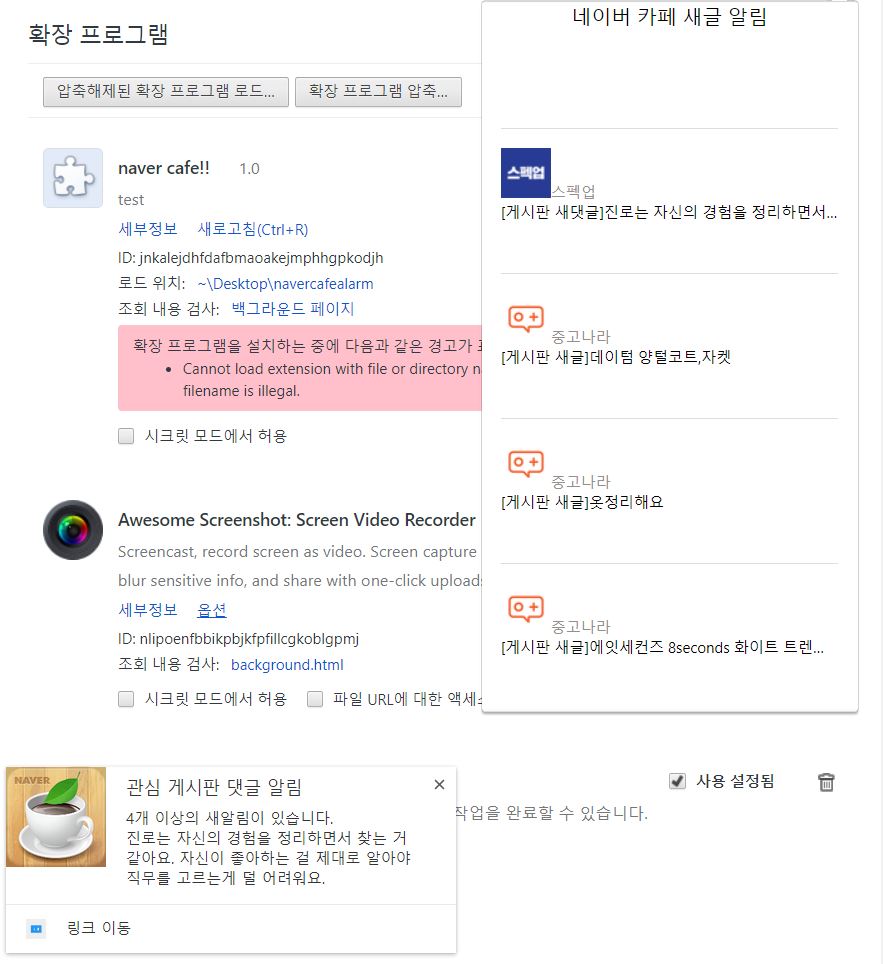 확장 프로그램
압축해제된 확장 프로그램 로드...
확장 프로그램 압축...
naver cafe!! 1.0
test
세부정보 새로고침(Ctrl+R)
ID: jnkalejdhfdafbmaoakejmphhgpkodjh
로드 위치: ~\Desktop\navercafealarm
조회 내용 검사: 백그라운드 페이지
확장 프로그램을 설치하는 중에 다음과 같은 경고가
• Cannot load extension with file or directory
filename is illegal.
시크릿 모드에서 허용
Awesome Screenshot: Screen Video Recorder
Screencast, record screen as video. Screen capture
blur sensitive info, and share with one-click
세부정보 옵션
ID: nlipoenfbbikpbjkfpfillcgkoblgpmj
조회 내용 검사: background.html
시크릿 모드에서 허용 파일 URL에 대한
네이버 카페 새글 알림
스펙업
스펙업
[게시판 새댓글]진로는 자신의 경험을 정리하면서...
중고나라
[게시판 새글]데이텀 양털코트,자켓
중고나라
[게시판 새글]옷정리해요
중고나라
[게시판 새글]에잇세컨즈 8seconds 화이트 트렌...
사용 설정됨
작업을 완료할 수 있습니다.
NAVER
관심 게시판 댓글 알림
4개 이상의 새알림이 있습니다.
진로는 자신의 경험을 정리하면서 찾는 거
같아요. 자신이 좋아하는 걸 제대로 알아야
직무를 고르는게 덜 어려워요.
링크 이동